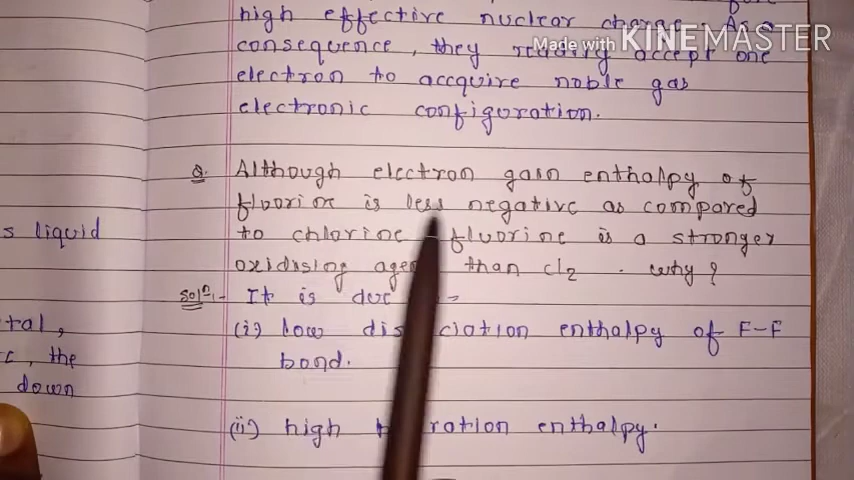 high effective nuclear charge. As a
Made with KINEMASTER
consequence, they readily accept one
electron to accquire noble gas
electronic configuration.
Q. Although electron gain enthalpy of
fluorine is less negative as compared
s liquid
to chlorine fluorine is a stronger
oxidising agent than Cl2. why?
Soln:- It is due :-
tal,
(i) low dissociation enthalpy of F-F
c, the
bond.
down
(ii) high hydration enthalpy.